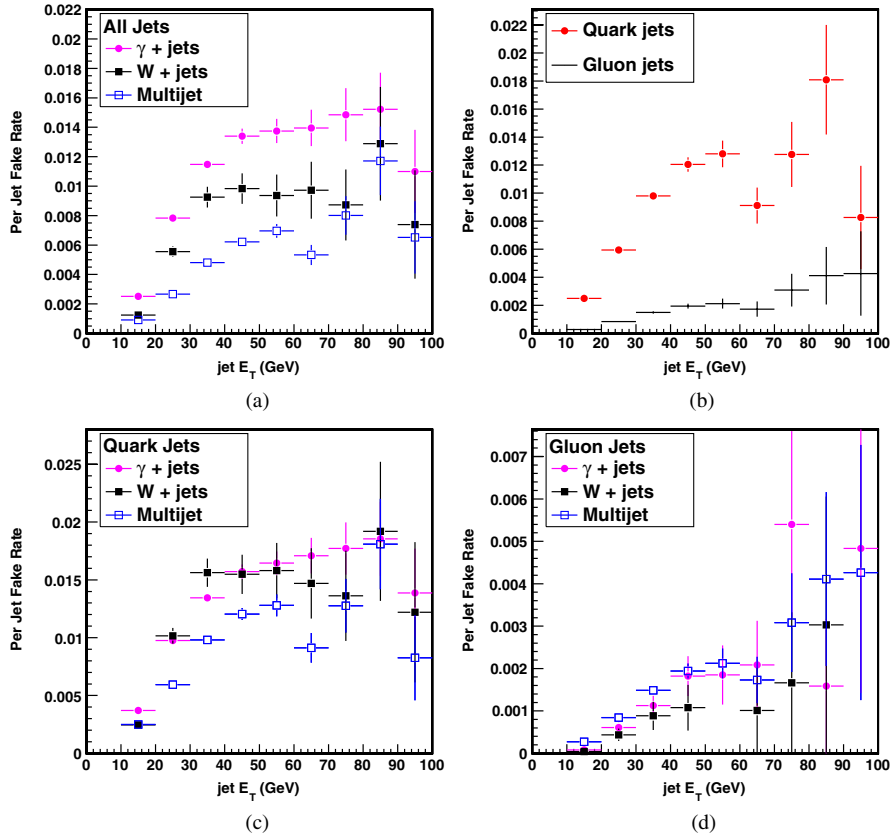 All Jets
γ + jets
W + jets
Multijet
Per Jet Fake Rate
0.022
0.02
0.018
0.016
0.014
0.012
0.01
0.008
0.006
0.004
0.002
0
0 10 20 30 40 50 60 70 80 90 100
jet E_T (GeV)
(a)
Quark jets
Gluon jets
Per Jet Fake Rate
0.022
0.02
0.018
0.016
0.014
0.012
0.01
0.008
0.006
0.004
0.002
0
0 10 20 30 40 50 60 70 80 90 100
jet E_T (GeV)
(b)
Quark Jets
γ + jets
W + jets
Multijet
Per Jet Fake Rate
0.025
0.02
0.015
0.01
0.005
0
0 10 20 30 40 50 60 70 80 90 100
jet E_T (GeV)
(c)
Gluon Jets
γ + jets
W + jets
Multijet
Per Jet Fake Rate
0.007
0.006
0.005
0.004
0.003
0.002
0.001
0
0 10 20 30 40 50 60 70 80 90 100
jet E_T (GeV)
(d)